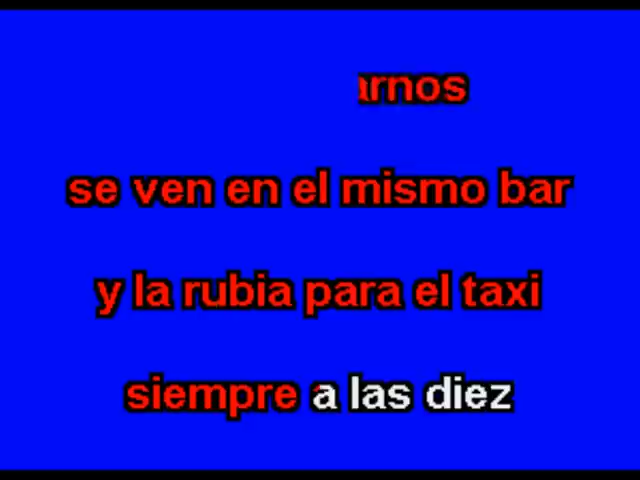 arnos
se ven en el mismo bar
y la rubia para el taxi
siempre a las diez